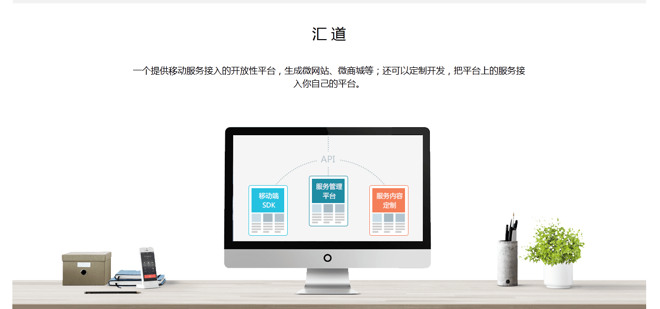 汇道
一个提供移动服务接入的开放性平台，生成微网站、微商城等；还可以定制开发，把平台上的服务接
入你自己的平台。
API
移动端
SDK
服务管理
平台
服务内容
定制